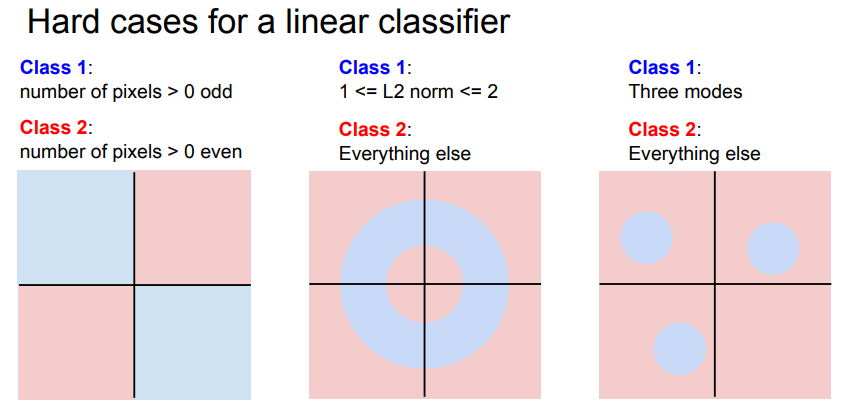 Hard cases for a linear classifier
Class 1:
number of pixels > 0 odd
Class 2:
number of pixels > 0 even
Class 1:
1 <= L2 norm <= 2
Class 2:
Everything else
Class 1:
Three modes
Class 2:
Everything else